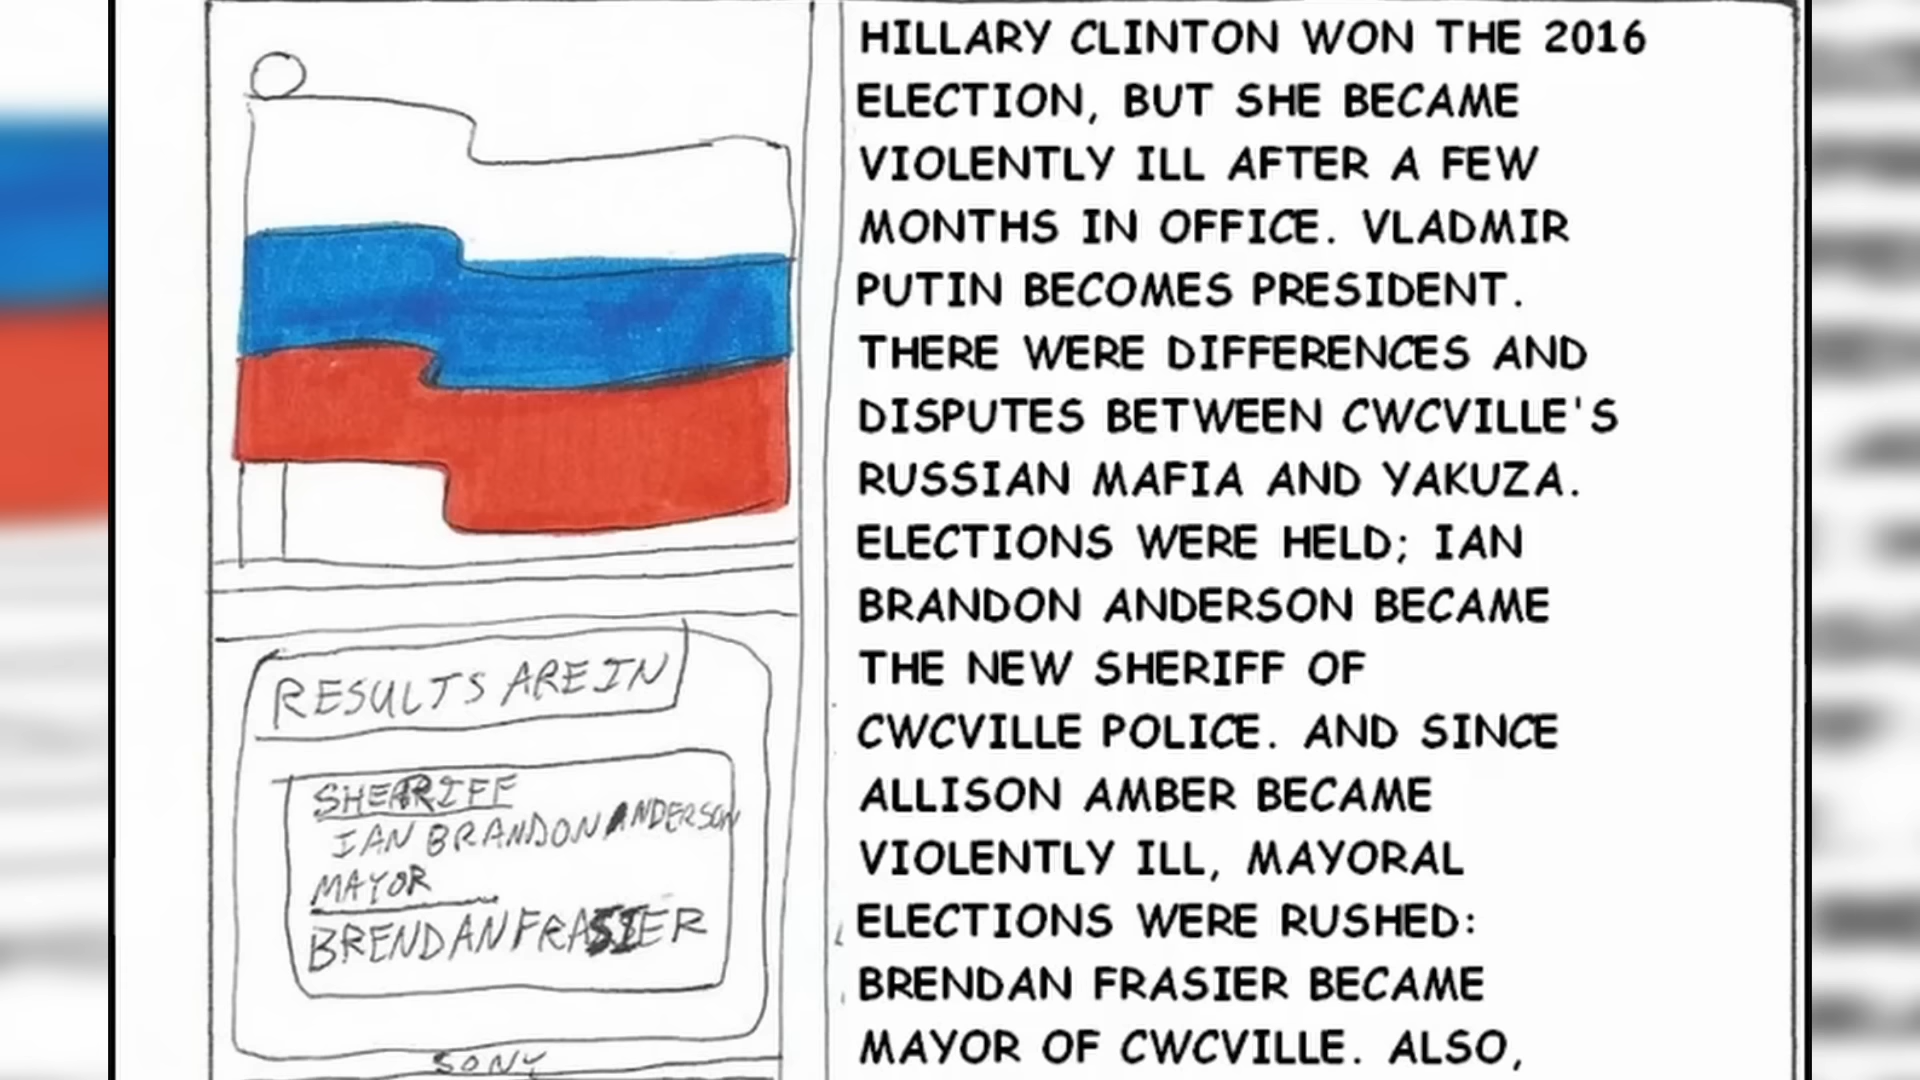 HILLARY CLINTON WON THE 2016
ELECTION, BUT SHE BECAME
VIOLENTLY ILL AFTER A FEW
MONTHS IN OFFICE. VLADMIR
PUTIN BECOMES PRESIDENT.
THERE WERE DIFFERENCES AND
DISPUTES BETWEEN CWCVILLE'S
RUSSIAN MAFIA AND YAKUZA.
ELECTIONS WERE HELD; IAN
BRANDON ANDERSON BECAME
THE NEW SHERIFF OF
CWCVILLE POLICE. AND SINCE
ALLISON AMBER BECAME
VIOLENTLY ILL, MAYORAL
ELECTIONS WERE RUSHED:
BRENDAN FRASIER BECAME
MAYOR OF CWCVILLE. ALSO,
RESULTS ARE IN
SHERRIFF
IAN BRANDON ANDERSON
MAYOR
BRENDAN FRASIER
SONY